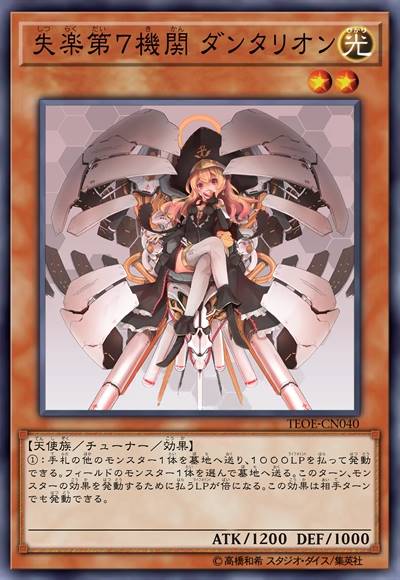 失楽第７機関 ダンタリオン
光
TEOE-CN040
【天使族／チューナー／効果】
①：手札の他のモンスター１体を墓地へ送り、１０００LPを払って発動
できる。フィールドのモンスター１体を選んで墓地へ送る。このターン、モン
スターの効果を発動するために払うLPが倍になる。この効果は相手ターン
でも発動できる。
ATK/1200 DEF/1000
©高橋和希 スタジオ・ダイス/集英社